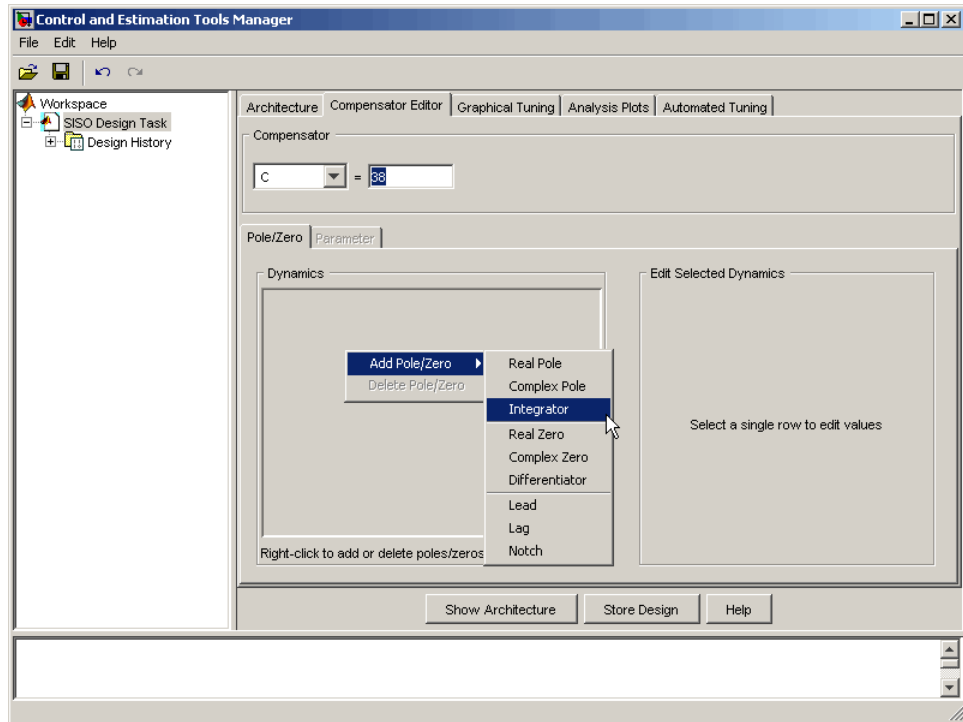 Control and Estimation Tools Manager
File Edit Help
Workspace
SISO Design Task
Design History
Architecture Compensator Editor Graphical Tuning Analysis Plots Automated Tuning
Compensator
C = 38
Pole/Zero Parameter
Dynamics
Edit Selected Dynamics
Add Pole/Zero
Delete Pole/Zero
Real Pole
Complex Pole
Integrator
Real Zero
Complex Zero
Differentiator
Lead
Lag
Notch
Select a single row to edit values
Right-click to add or delete poles/zeros
Show Architecture Store Design Help